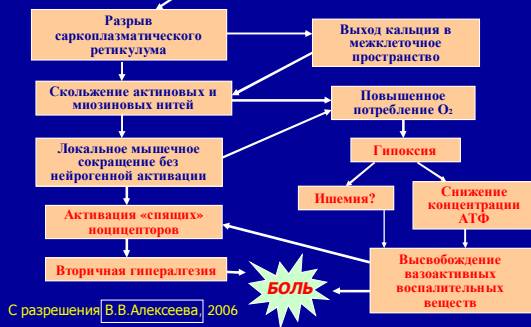 Разрыв
саркоплазматического
ретикулума
Выход кальция в
межклеточное
пространство
Скольжение актиновых и
миозиновых нитей
Повышенное
потребление О₂
Локальное мышечное
сокращение без
нейрогенной активации
Гипоксия
Ишемия?
Снижение
концентрации
АТФ
Активация «спящих»
ноцицепторов
Вторичная гипералгезия
БОЛЬ
Высвобождение
вазоактивных
воспалительных
веществ
С разрешения В.В.Алексеева, 2006